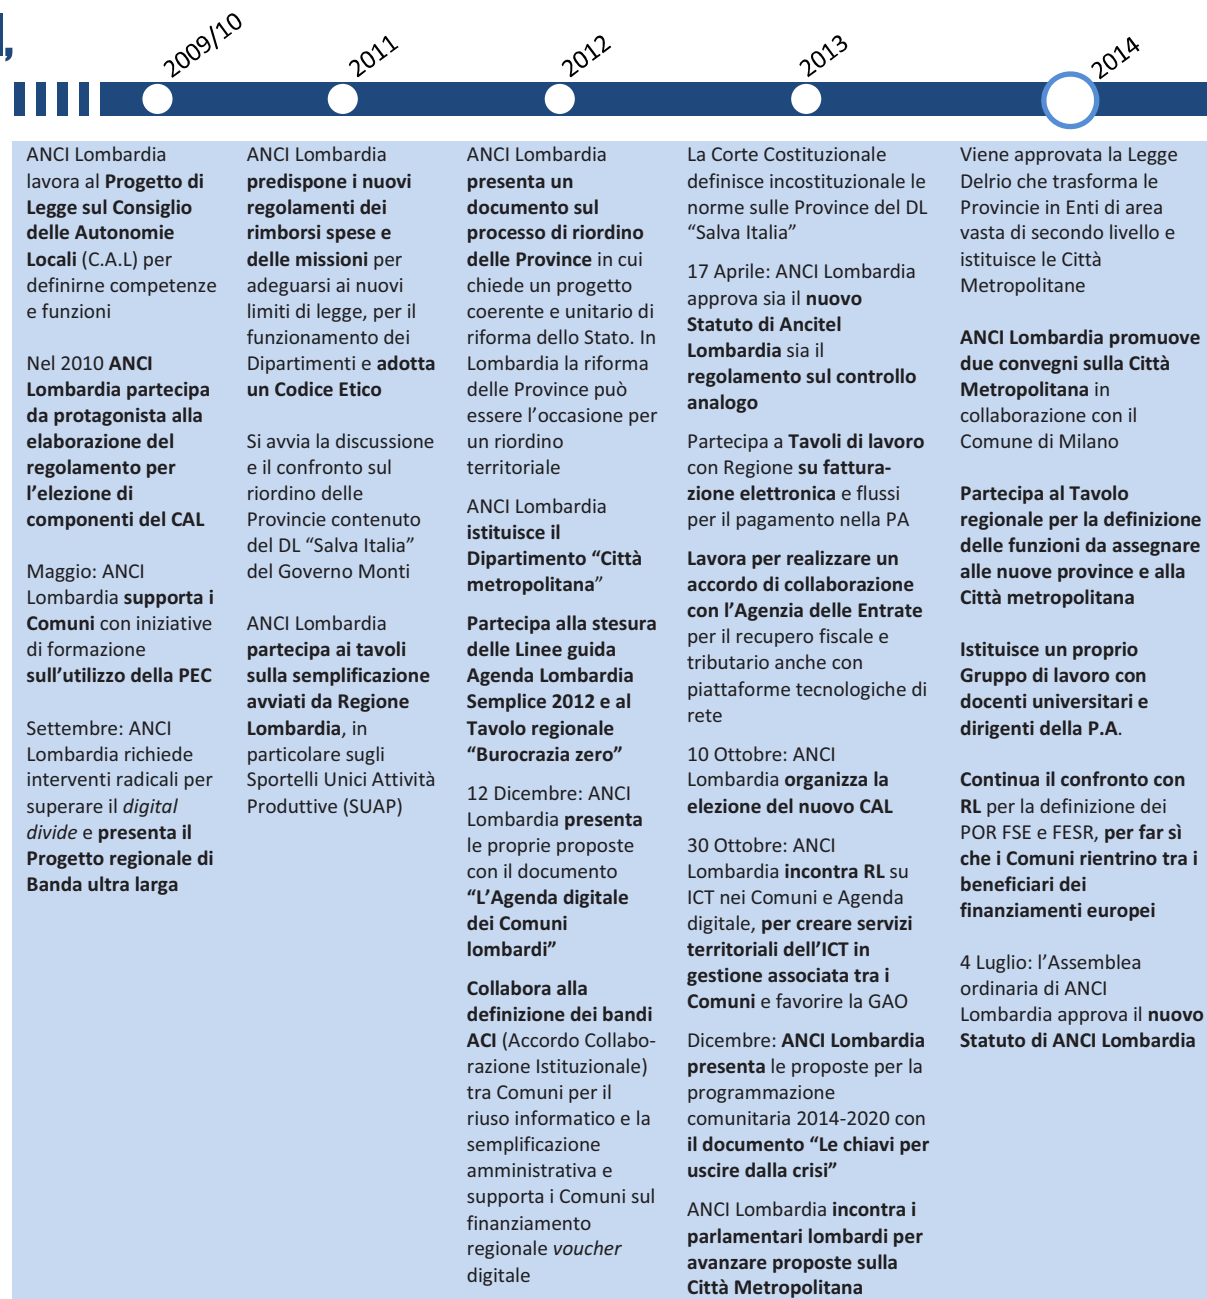 l,
2009/10
2011
2012
2013
2014
ANCI Lombardia
lavora al Progetto di
Legge sul Consiglio
delle Autonomie
Locali (C.A.L) per
definirne competenze
e funzioni
Nel 2010 ANCI
Lombardia partecipa
da protagonista alla
elaborazione del
regolamento per
l’elezione di
componenti del CAL
Maggio: ANCI
Lombardia supporta i
Comuni con iniziative
di formazione
sull’utilizzo della PEC
Settembre: ANCI
Lombardia richiede
interventi radicali per
superare il digital
divide e presenta il
Progetto regionale di
Banda ultra larga
ANCI Lombardia
predispone i nuovi
regolamenti dei
rimborsi spese e
delle missioni per
adeguarsi ai nuovi
limiti di legge, per il
funzionamento dei
Dipartimenti e adotta
un Codice Etico
Si avvia la discussione
e il confronto sul
riordino delle
Provincie contenuto
del DL “Salva Italia”
del Governo Monti
ANCI Lombardia
partecipa ai tavoli
sulla semplificazione
avviati da Regione
Lombardia, in
particolare sugli
Sportelli Unici Attività
Produttive (SUAP)
ANCI Lombardia
presenta un
documento sul
processo di riordino
delle Province in cui
chiede un progetto
coerente e unitario di
riforma dello Stato. In
Lombardia la riforma
delle Province può
essere l’occasione per
un riordino
territoriale
ANCI Lombardia
istituisce il
Dipartimento “Città
metropolitana”
Partecipa alla stesura
delle Linee guida
Agenda Lombardia
Semplice 2012 e al
Tavolo regionale
“Burocrazia zero”
12 Dicembre: ANCI
Lombardia presenta
le proprie proposte
con il documento
“L’Agenda digitale
dei Comuni
lombardi”
Collabora alla
definizione dei bandi
ACI (Accordo Collabo-
razione Istituzionale)
tra Comuni per il
riuso informatico e la
semplificazione
amministrativa e
supporta i Comuni sul
finanziamento
regionale voucher
digitale
La Corte Costituzionale
definisce incostituzionale le
norme sulle Province del DL
“Salva Italia”
17 Aprile: ANCI Lombardia
approva sia il nuovo
Statuto di Ancitel
Lombardia sia il
regolamento sul controllo
analogo
Partecipa a Tavoli di lavoro
con Regione su fattura-
zione elettronica e flussi
per il pagamento nella PA
Lavora per realizzare un
accordo di collaborazione
con l’Agenzia delle Entrate
per il recupero fiscale e
tributario anche con
piattaforme tecnologiche di
rete
10 Ottobre: ANCI
Lombardia organizza la
elezione del nuovo CAL
30 Ottobre: ANCI
Lombardia incontra RL su
ICT nei Comuni e Agenda
digitale, per creare servizi
territoriali dell’ICT in
gestione associata tra i
Comuni e favorire la GAO
Dicembre: ANCI Lombardia
presenta le proposte per la
programmazione
comunitaria 2014-2020 con
il documento “Le chiavi per
uscire dalla crisi”
ANCI Lombardia incontra i
parlamentari lombardi per
avanzare proposte sulla
Città Metropolitana
Viene approvata la Legge
Delrio che trasforma le
Provincie in Enti di area
vasta di secondo livello e
istituisce le Città
Metropolitane
ANCI Lombardia promuove
due convegni sulla Città
Metropolitana in
collaborazione con il
Comune di Milano
Partecipa al Tavolo
regionale per la definizione
delle funzioni da assegnare
alle nuove province e alla
Città metropolitana
Istituisce un proprio
Gruppo di lavoro con
docenti universitari e
dirigenti della P.A.
Continua il confronto con
RL per la definizione dei
POR FSE e FESR, per far sì
che i Comuni rientrino tra i
beneficiari dei
finanziamenti europei
4 Luglio: l’Assemblea
ordinaria di ANCI
Lombardia approva il nuovo
Statuto di ANCI Lombardia